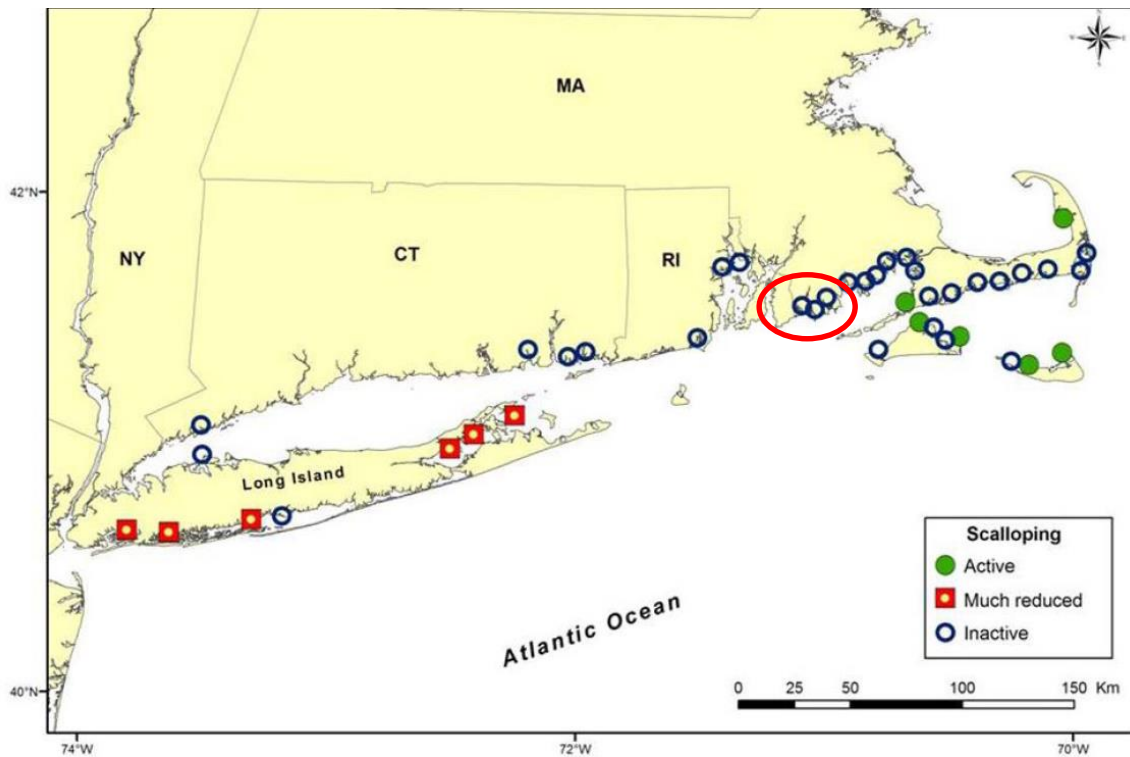 MA
42°N
NY
CT
RI
Long Island
Atlantic Ocean
Scalloping
Active
Much reduced
Inactive
40°N
0 25 50 100 150 Km
74°W 72°W 70°W